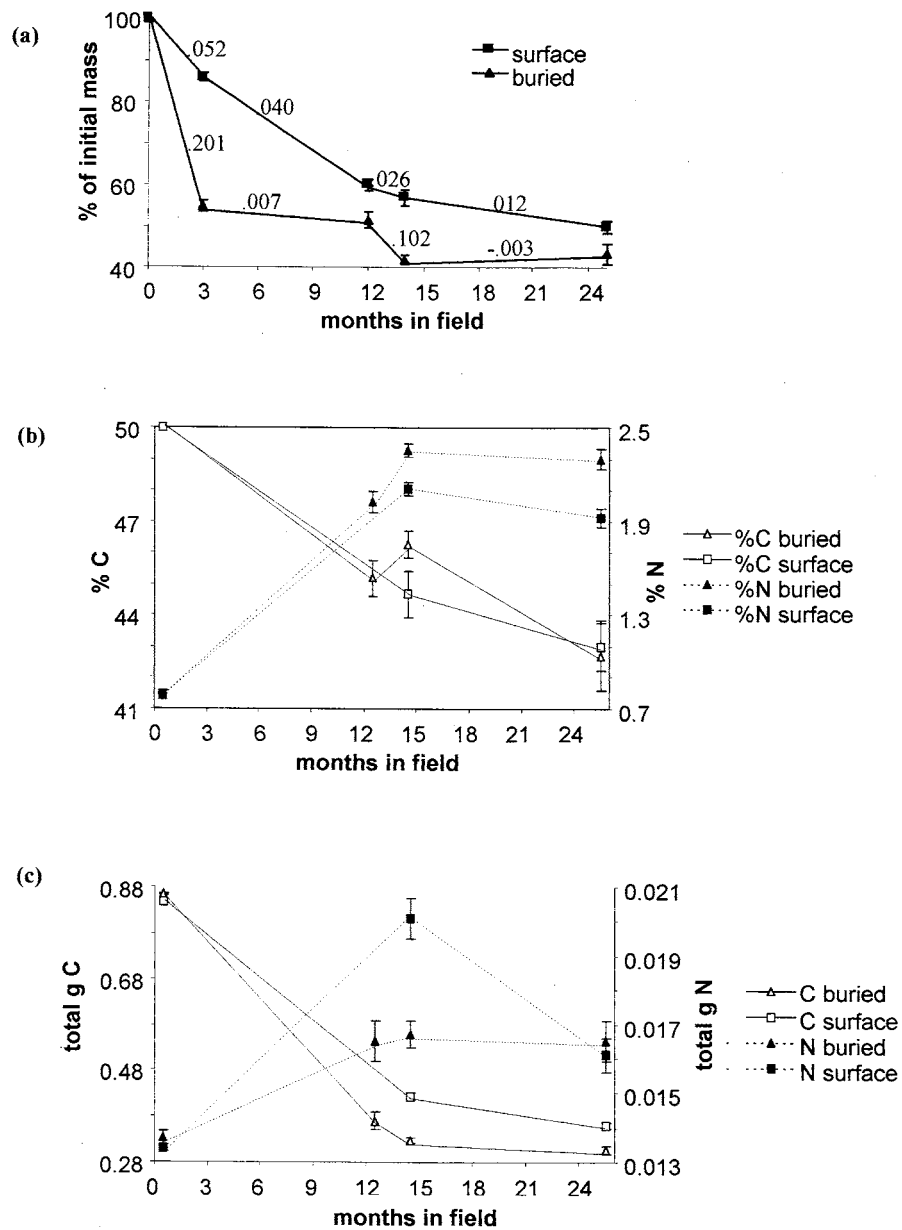 (a)
100
80
60
40
% of initial mass
.052
.040
.026
.012
.201
.007
.102
-.003
surface
buried
0 3 6 9 12 15 18 21 24
months in field
(b)
50
47
44
41
% C
2.5
1.9
1.3
0.7
% N
%C buried
%C surface
%N buried
%N surface
0 3 6 9 12 15 18 21 24
months in field
(c)
0.88
0.68
0.48
0.28
total g C
0.021
0.019
0.017
0.015
0.013
total g N
C buried
C surface
N buried
N surface
0 3 6 9 12 15 18 21 24
months in field